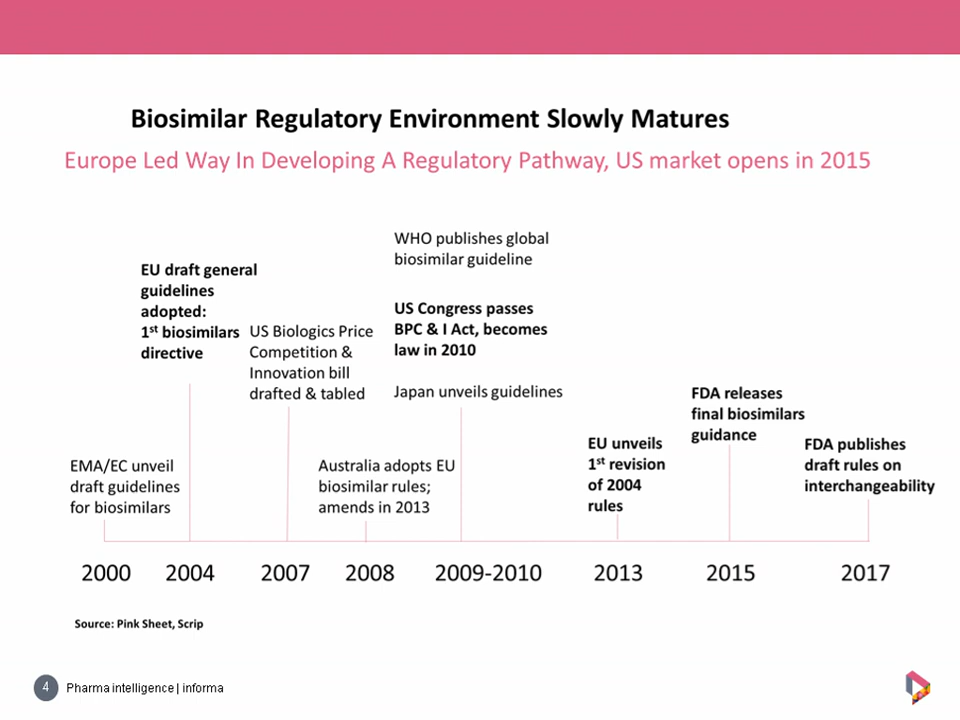 Biosimilar Regulatory Environment Slowly Matures
Europe Led Way In Developing A Regulatory Pathway, US market opens in 2015
EMA/EC unveil
draft guidelines
for biosimilars
EU draft general
guidelines
adopted:
1st biosimilars
directive
US Biologics Price
Competition &
Innovation bill
drafted & tabled
Australia adopts EU
biosimilar rules;
amends in 2013
WHO publishes global
biosimilar guideline
US Congress passes
BPC & I Act, becomes
law in 2010
Japan unveils guidelines
EU unveils
1st revision
of 2004
rules
FDA releases
final biosimilars
guidance
FDA publishes
draft rules on
interchangeability
2000 2004 2007 2008 2009-2010 2013 2015 2017
Source: Pink Sheet, Scrip
4 Pharma intelligence | informa